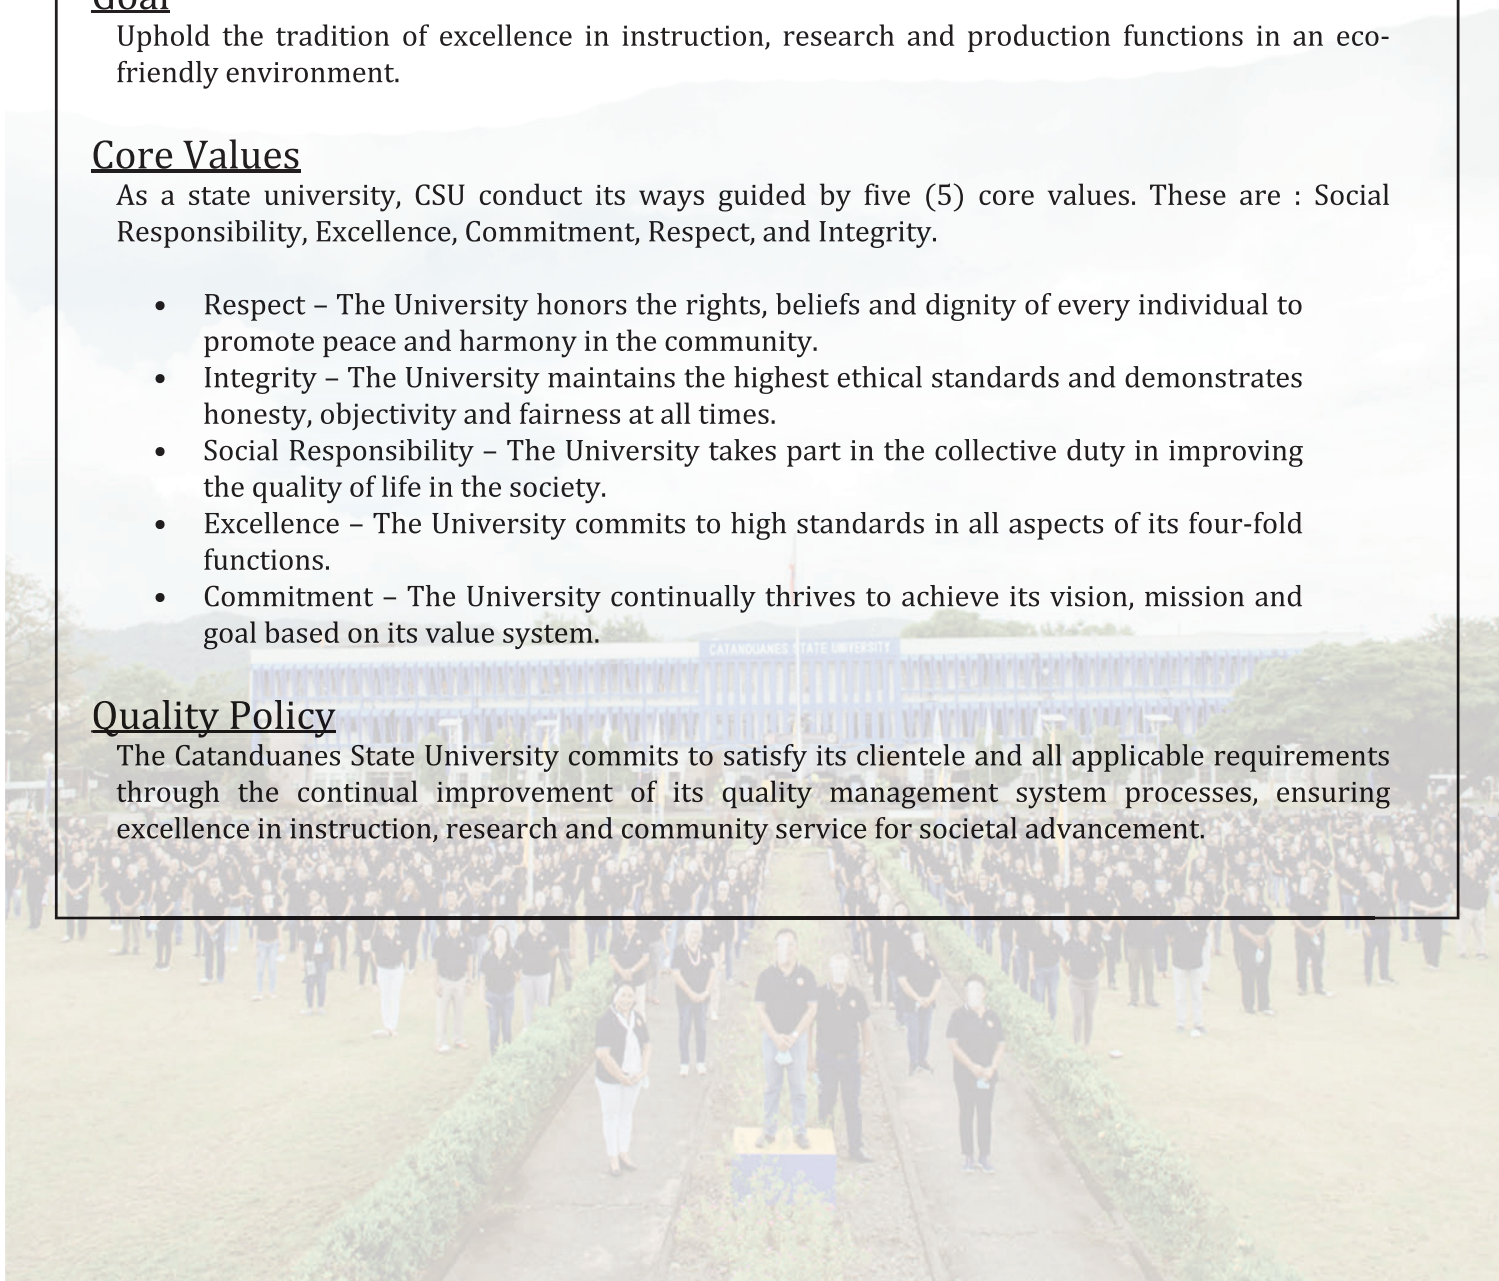 Goal
Uphold the tradition of excellence in instruction, research and production functions in an eco-
friendly environment.
Core Values
As a state university, CSU conduct its ways guided by five (5) core values. These are : Social
Responsibility, Excellence, Commitment, Respect, and Integrity.
• Respect – The University honors the rights, beliefs and dignity of every individual to
promote peace and harmony in the community.
• Integrity – The University maintains the highest ethical standards and demonstrates
honesty, objectivity and fairness at all times.
• Social Responsibility – The University takes part in the collective duty in improving
the quality of life in the society.
• Excellence – The University commits to high standards in all aspects of its four-fold
functions.
• Commitment – The University continually thrives to achieve its vision, mission and
goal based on its value system.
CATANDUANES STATE UNIVERSITY
Quality Policy
The Catanduanes State University commits to satisfy its clientele and all applicable requirements
through the continual improvement of its quality management system processes, ensuring
excellence in instruction, research and community service for societal advancement.